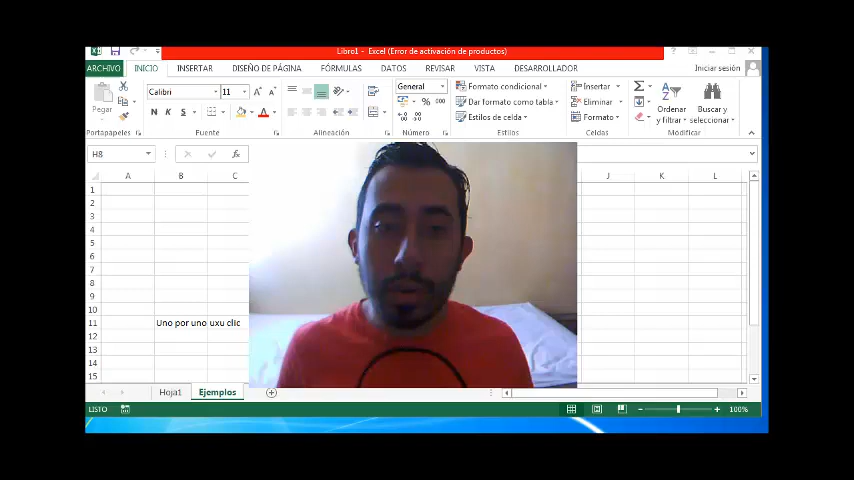 Libro1 - Excel (Error de activación de productos)
ARCHIVO INICIO INSERTAR DISEÑO DE PÁGINA FÓRMULAS DATOS REVISAR VISTA DESARROLLADOR Iniciar sesión
Calibri 11 General Formato condicional Insertar
Pegar N K S % 000 Dar formato como tabla Eliminar Ordenar y filtrar Buscar y seleccionar
Estilos de celda Formato
Portapapeles Fuente Alineación Número Estilos Celdas Modificar
H8 fx
A B C J K L
1
2
3
4
5
6
7
8
9
10
11 Uno por uno uxu clic
12
13
14
15
Hoja1 Ejemplos
LISTO 100%